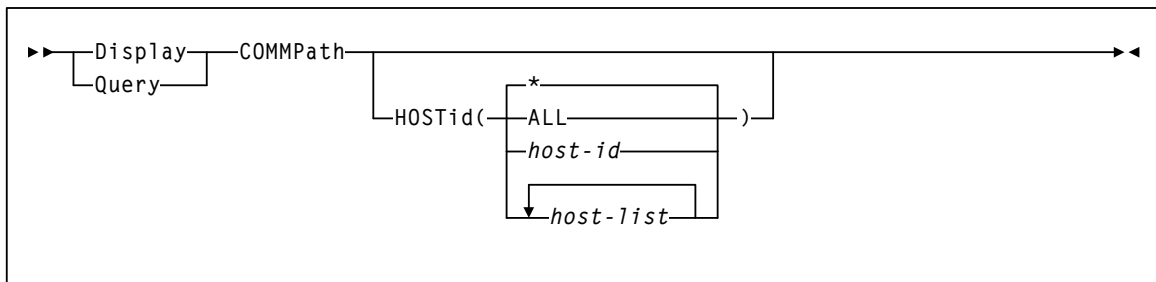 Display COMMPath
Query
*
HOSTid( ALL )
host-id
host-list